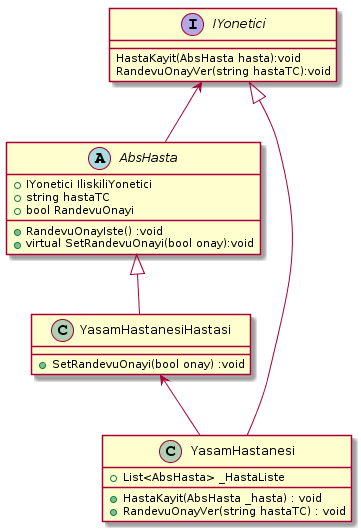 I IYonetici
HastaKayit(AbsHasta hasta):void
RandevuOnayVer(string hastaTC):void
A AbsHasta
IYonetici IliskiliYonetici
string hastaTC
bool RandevuOnayi
RandevuOnayIste() :void
virtual SetRandevuOnayi(bool onay):void
C YasamHastanesiHastasi
SetRandevuOnayi(bool onay) :void
C YasamHastanesi
List<AbsHasta> _HastaListe
HastaKayit(AbsHasta _hasta) : void
RandevuOnayVer(string hastaTC) : void